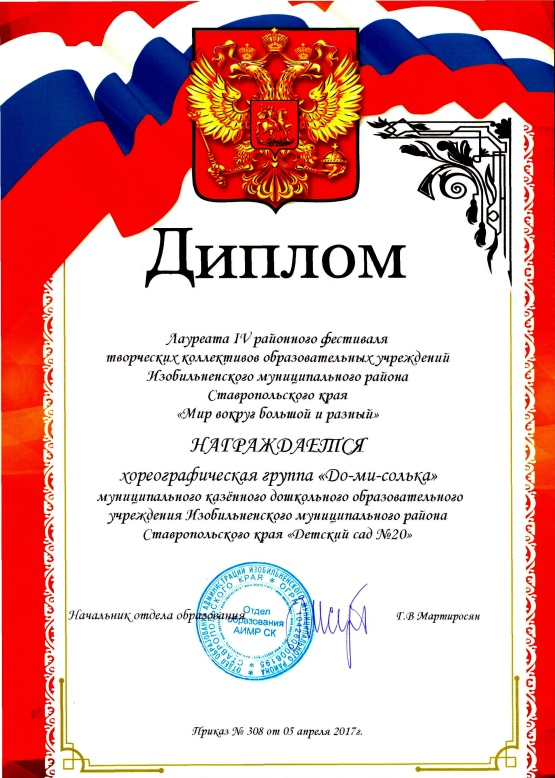 Диплом
Лауреата IV районного фестиваля
творческих коллективов образовательных учреждений
Изобильненского муниципального района
Ставропольского края
«Мир вокруг большой и разный»
НАГРАЖДАЕТСЯ
хореографическая группа «До-ми-солька»
муниципального казённого дошкольного образовательного
учреждения Изобильненского муниципального района
Ставропольского края «Детский сад №20»
Начальник отдела образования
Г.В Мартиросян
Отдел
образования
АИМР СК
Приказ № 308 от 05 апреля 2017г.